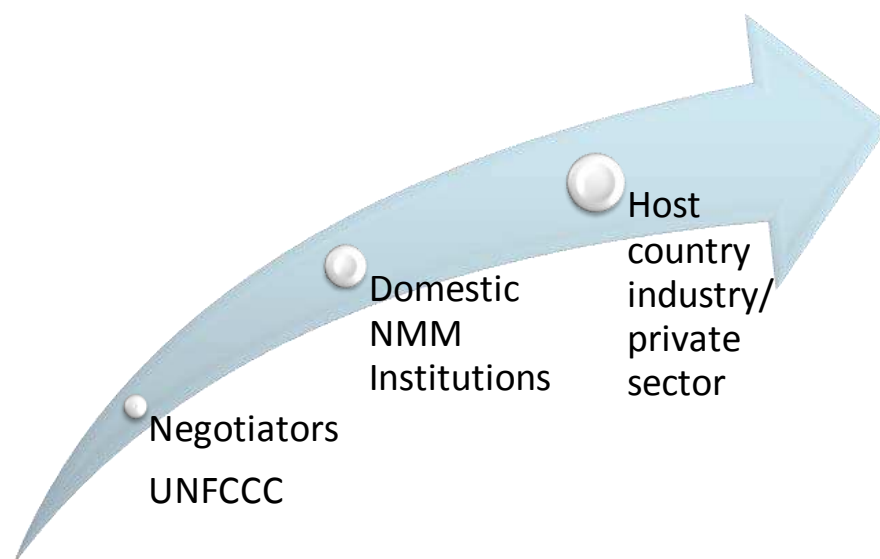 Negotiators
UNFCCC
Domestic
NMM
Institutions
Host
country
industry/
private
sector